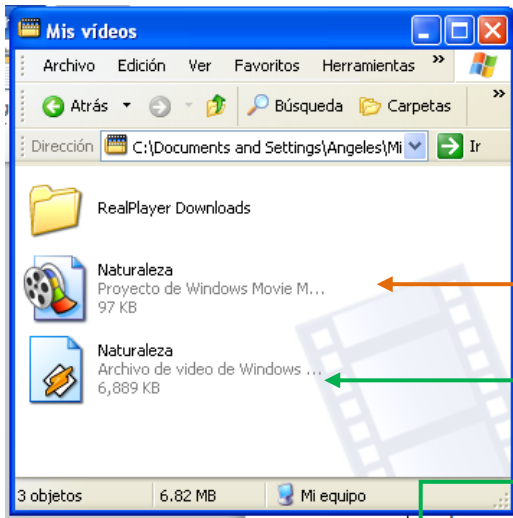 Mis vídeos
Archivo Edición Ver Favoritos Herramientas »
Atrás Búsqueda Carpetas »
Dirección C:\Documents and Settings\Angeles\Mi Ir
RealPlayer Downloads
Naturaleza
Proyecto de Windows Movie M...
97 KB
Naturaleza
Archivo de video de Windows ...
6,889 KB
3 objetos 6.82 MB Mi equipo